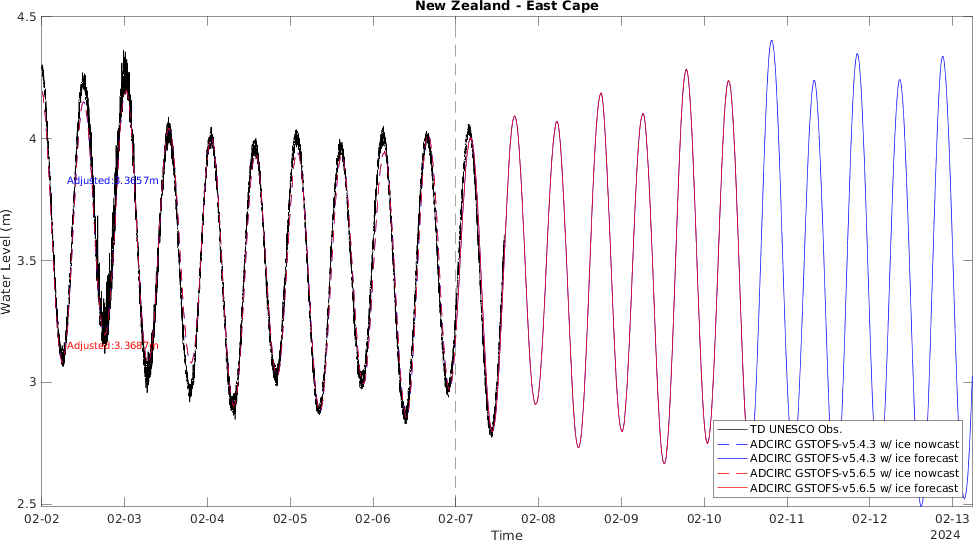 New Zealand - East Cape
4.5
4
3.5
3
2.5
Water Level (m)
Adjusted:3.3657m
Adjusted:3.3687m
TD UNESCO Obs.
ADCIRC GSTOFS-v5.4.3 w/ ice nowcast
ADCIRC GSTOFS-v5.4.3 w/ ice forecast
ADCIRC GSTOFS-v5.6.5 w/ ice nowcast
ADCIRC GSTOFS-v5.6.5 w/ ice forecast
02-02 02-03 02-04 02-05 02-06 02-07 02-08 02-09 02-10 02-11 02-12 02-13
Time
2024